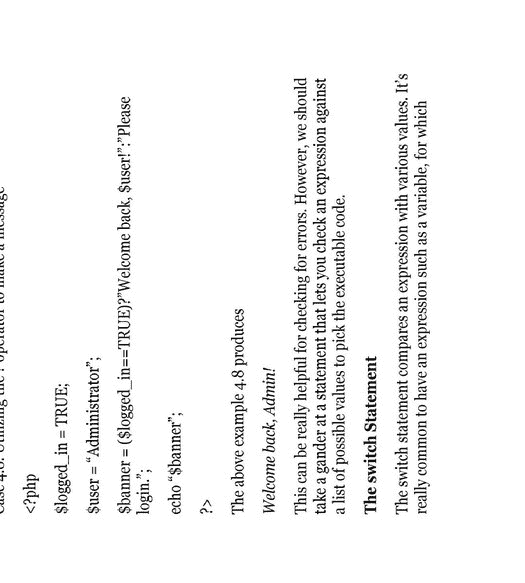 Case 4.8. Utilizing the ? operator to make a message
<?php
$logged_in = TRUE;
$user = “Administrator”;
$banner = ($logged_in==TRUE)?”Welcome back, $user!”:”Please
login.”;
echo “$banner”;
?>
The above example 4.8 produces
Welcome back, Admin!
This can be really helpful for checking for errors. However, we should
take a gander at a statement that lets you check an expression against
a list of possible values to pick the executable code.
The switch Statement
The switch statement compares an expression with various values. It’s
really common to have an expression such as a variable, for which